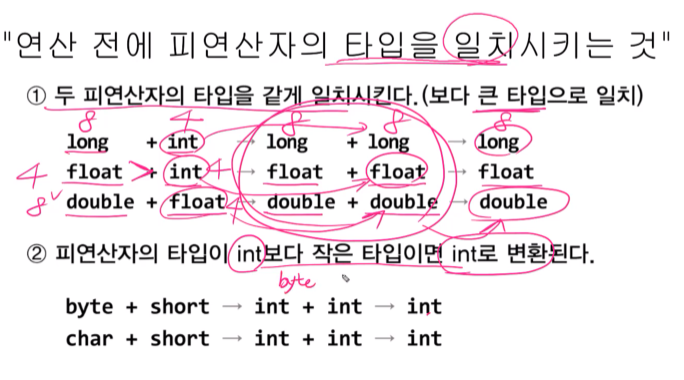 "연산 전에 피연산자의 타입을 일치시키는 것"
① 두 피연산자의 타입을 같게 일치시킨다.(보다 큰 타입으로 일치)
8 4 8 8 8
long + int → long + long → long
4 float > + int 4 → float + float → float
8 double + float 4 → double + double → double
② 피연산자의 타입이 int보다 작은 타입이면 int로 변환된다.
byte
byte + short → int + int → int
char + short → int + int → int